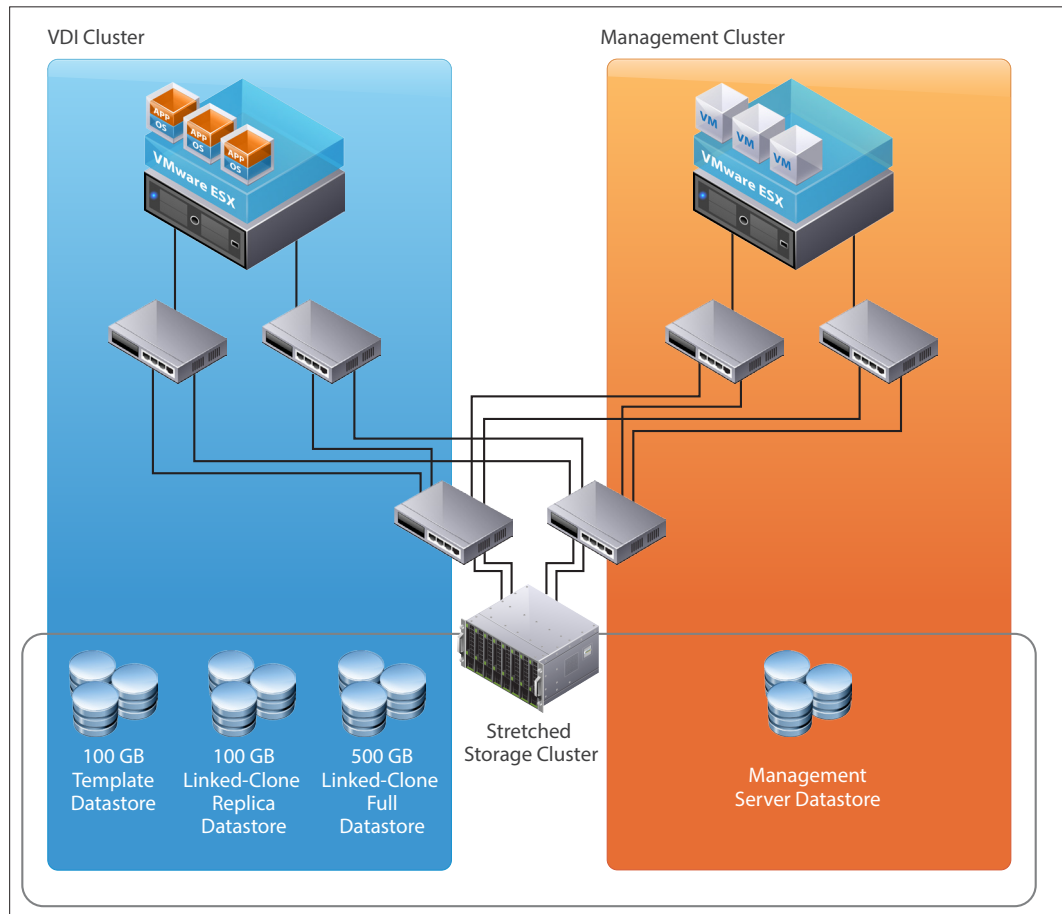 VDI Cluster
Management Cluster
APP
OS
APP
OS
APP
OS
VMware ESX
VM
VM
VM
VMware ESX
100 GB
Template
Datastore
100 GB
Linked-Clone
Replica
Datastore
500 GB
Linked-Clone
Full
Datastore
Stretched
Storage Cluster
Management
Server Datastore